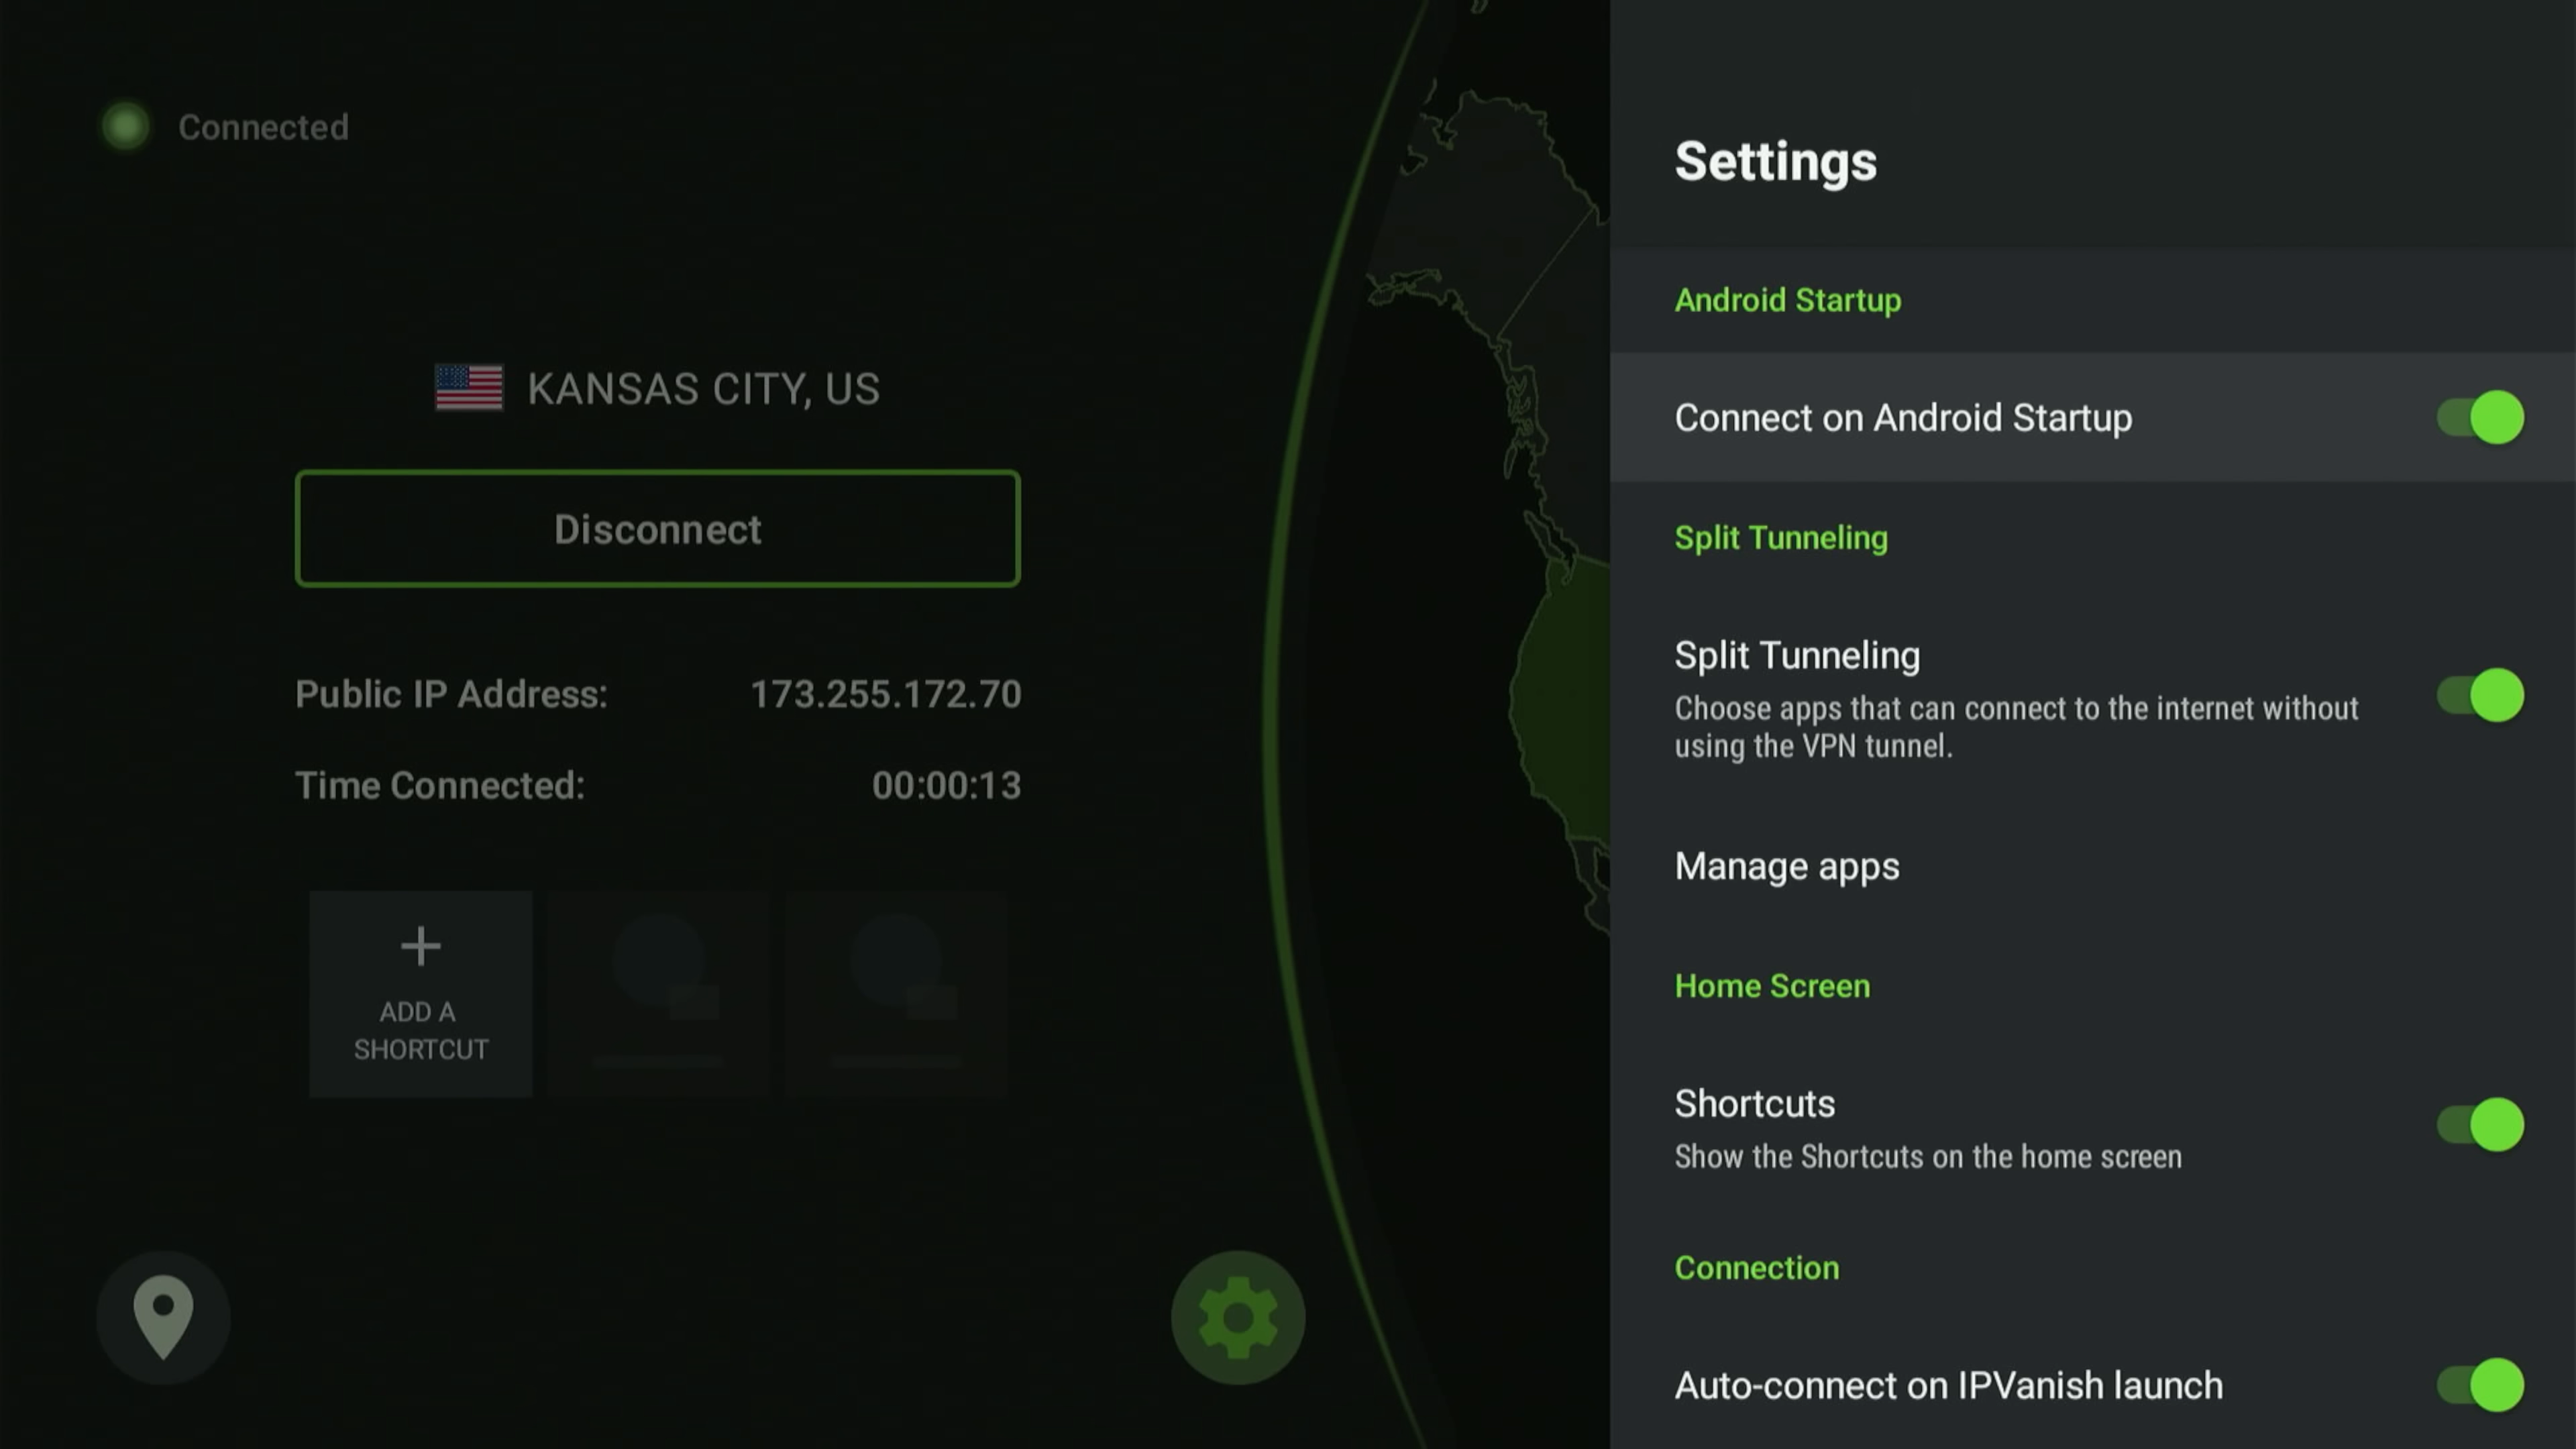 Connected
KANSAS CITY, US
Disconnect
Public IP Address: 173.255.172.70
Time Connected: 00:00:13
ADD A
SHORTCUT
Settings
Android Startup
Connect on Android Startup
Split Tunneling
Split Tunneling
Choose apps that can connect to the internet without
using the VPN tunnel.
Manage apps
Home Screen
Shortcuts
Show the Shortcuts on the home screen
Connection
Auto-connect on IPVanish launch